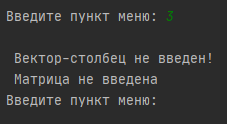 Введите пункт меню: 3
Вектор-столбец не введен!
Матрица не введена
Введите пункт меню: